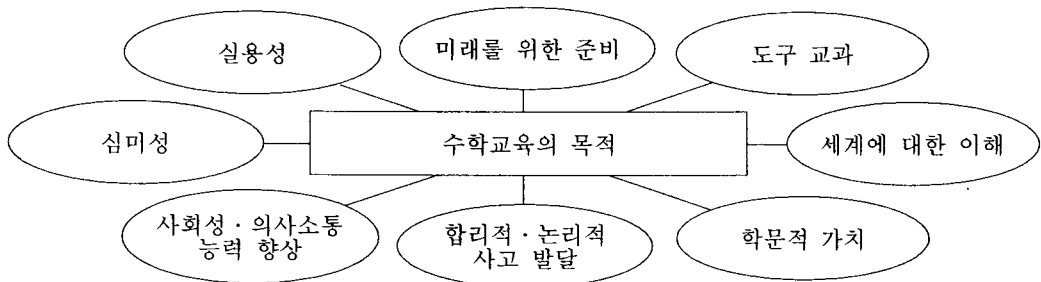 실용성
미래를 위한 준비
도구 교과
심미성
수학교육의 목적
세계에 대한 이해
사회성 · 의사소통
능력 향상
합리적 · 논리적
사고 발달
학문적 가치